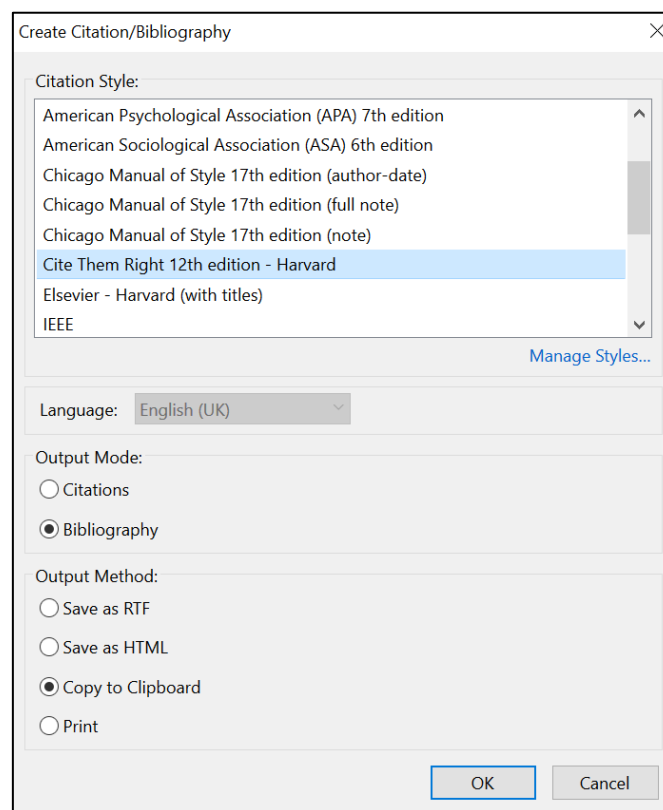 Create Citation/Bibliography
Citation Style:
American Psychological Association (APA) 7th edition
American Sociological Association (ASA) 6th edition
Chicago Manual of Style 17th edition (author-date)
Chicago Manual of Style 17th edition (full note)
Chicago Manual of Style 17th edition (note)
Cite Them Right 12th edition - Harvard
Elsevier - Harvard (with titles)
IEEE
Manage Styles...
Language: English (UK)
Output Mode:
Citations
Bibliography
Output Method:
Save as RTF
Save as HTML
Copy to Clipboard
Print
OK Cancel